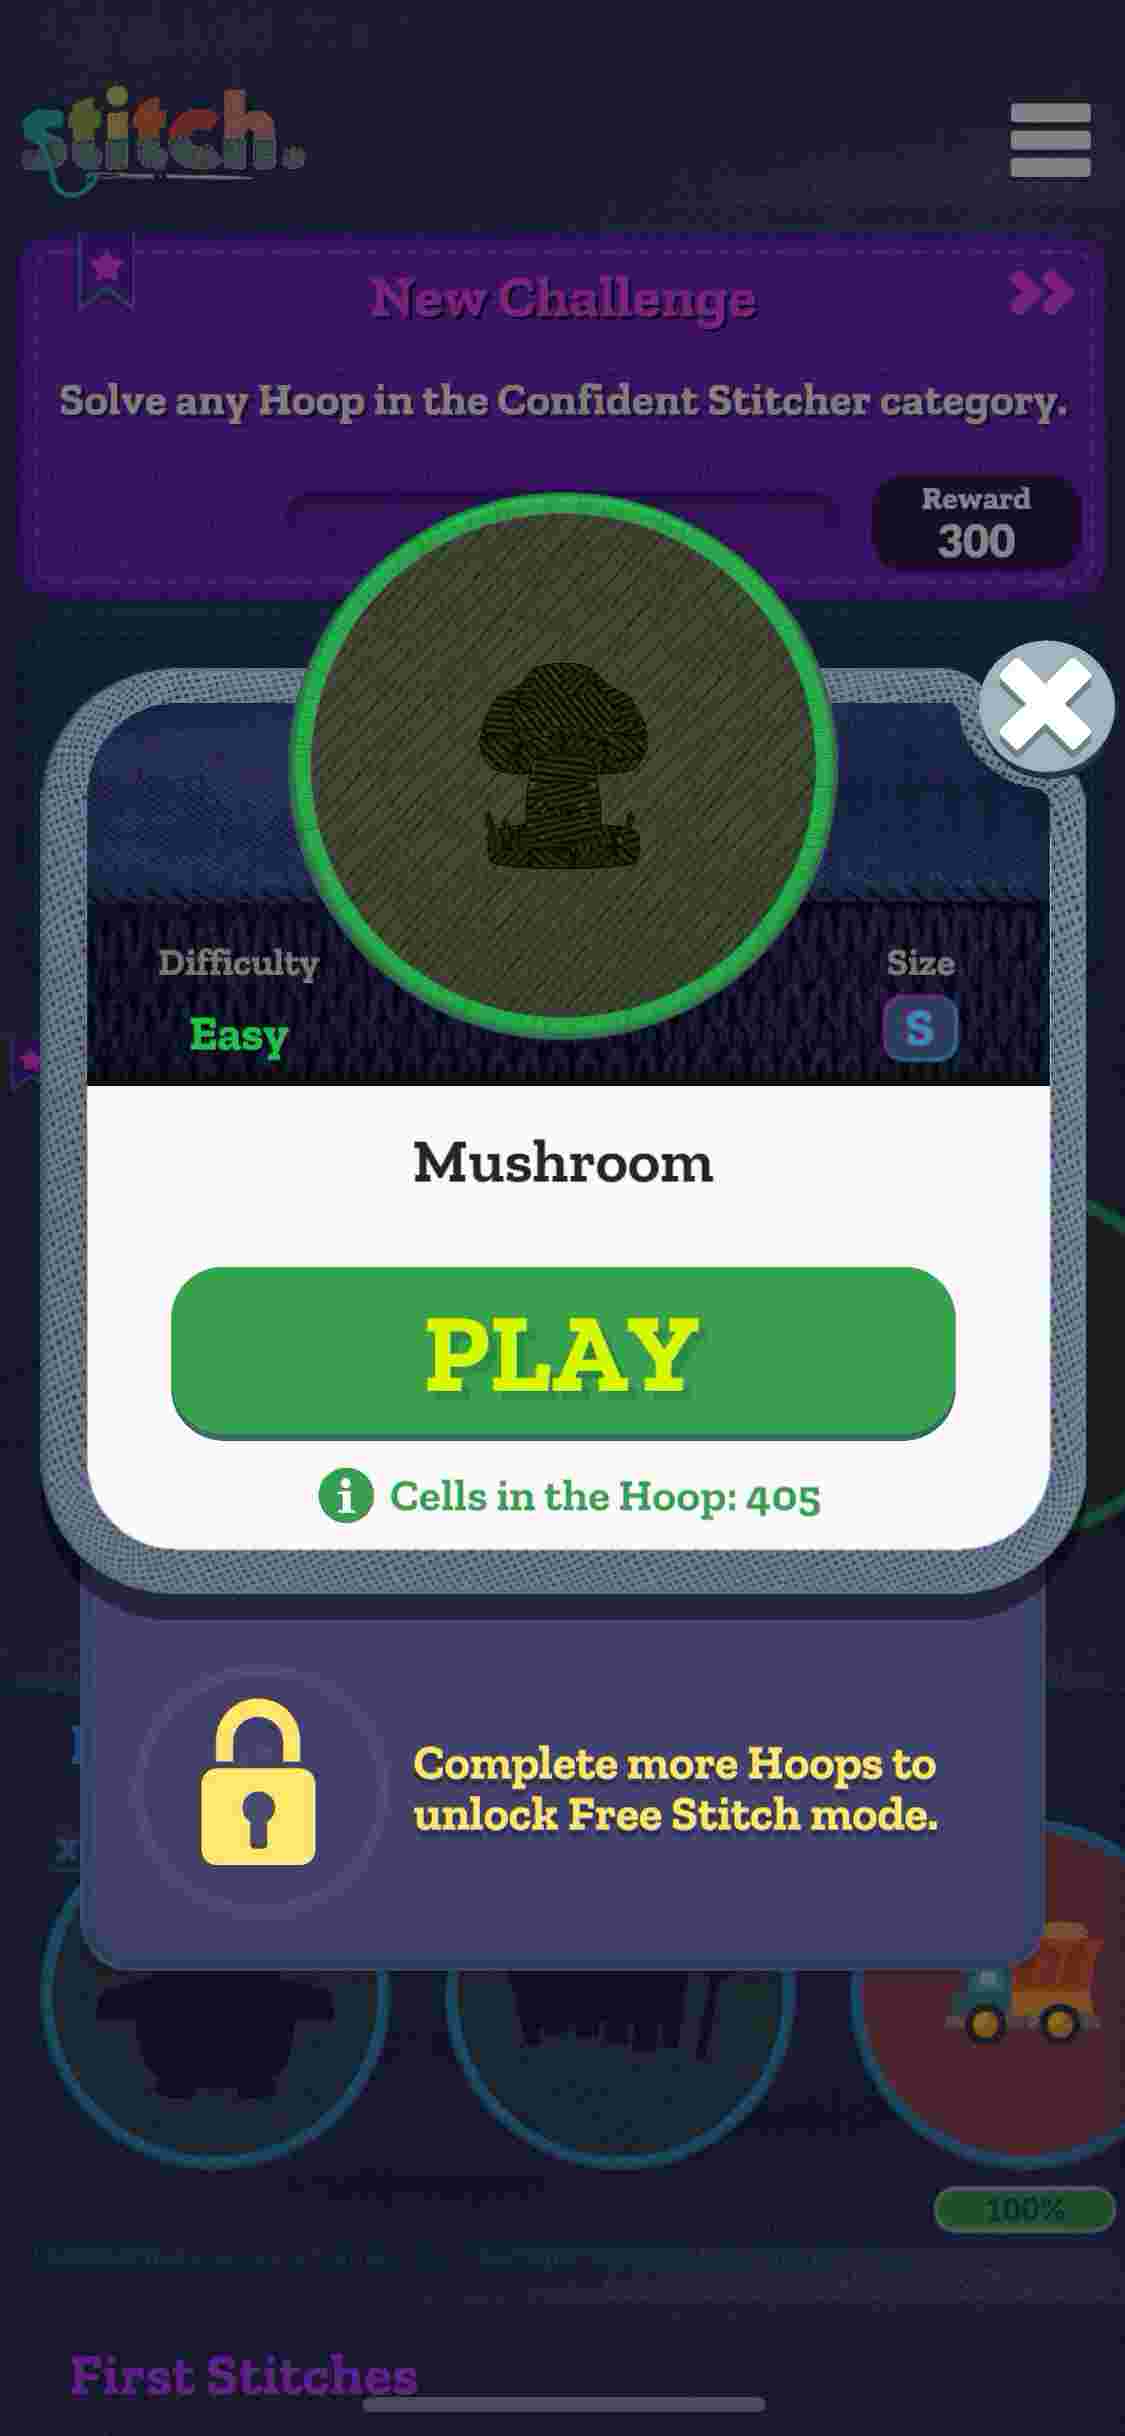 stitch.
New Challenge
Solve any Hoop in the Confident Stitcher category.
Reward
300
Difficulty
Easy
Size
S
Mushroom
PLAY
Cells in the Hoop: 405
Complete more Hoops to
unlock Free Stitch mode.
100%
First Stitches